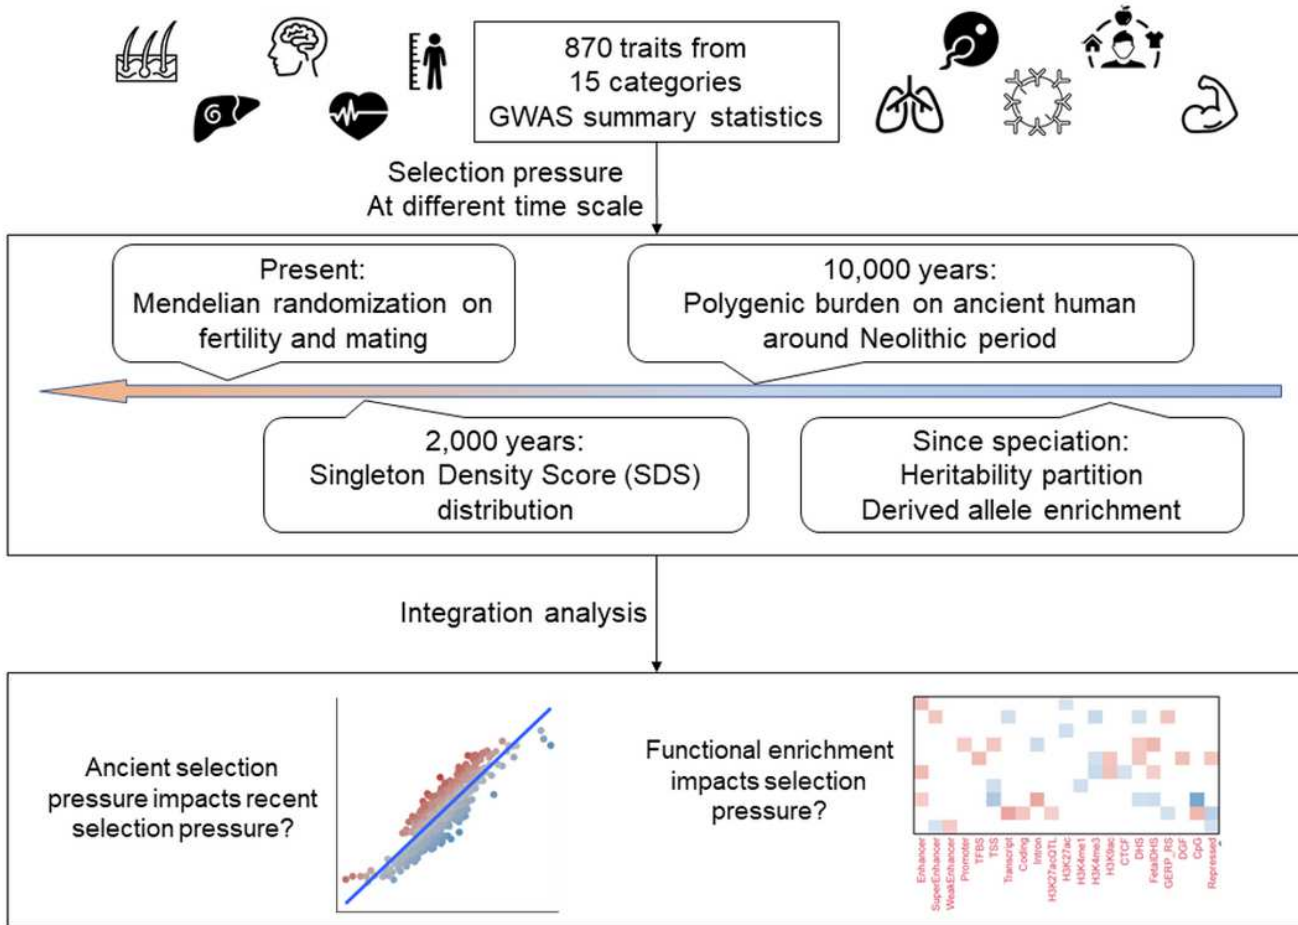 870 traits from
15 categories
GWAS summary statistics
Selection pressure
At different time scale
Present:
Mendelian randomization on
fertility and mating
10,000 years:
Polygenic burden on ancient human
around Neolithic period
2,000 years:
Singleton Density Score (SDS)
distribution
Since speciation:
Heritability partition
Derived allele enrichment
Integration analysis
Ancient selection
pressure impacts recent
selection pressure?
Functional enrichment
impacts selection
pressure?
Enhancer
SuperEnhancer
WeakEnhancer
Promoter
TFBS
TSS
Transcript
Coding
Intron
H3K27acQTL
H3K27ac
H3K4me1
H3K4me3
H3K9ac
CTCF
DHS
FetalDHS
GERP_RS
DGF
CpG
Repressed